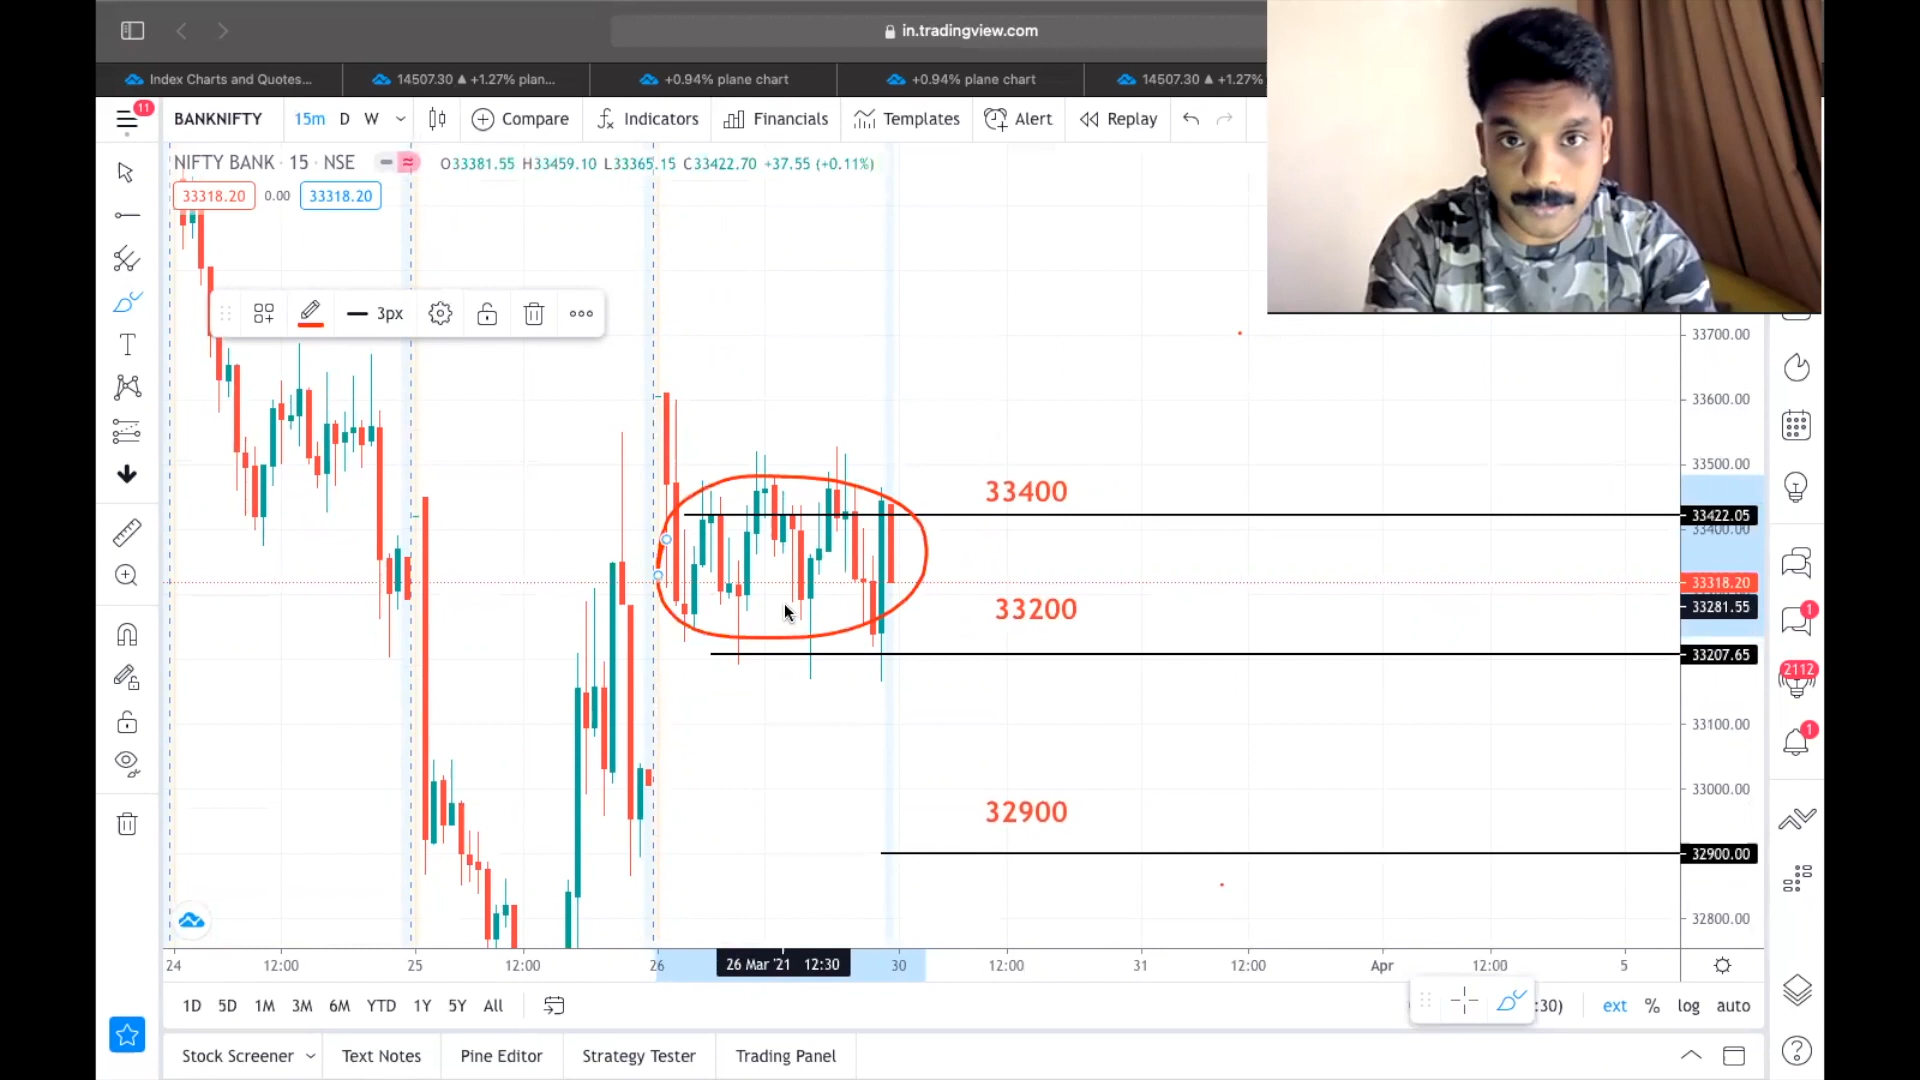 in.tradingview.com
Index Charts and Quotes...
14507.30 ▲ +1.27% plan...
+0.94% plane chart
+0.94% plane chart
14507.30 ▲ +1.27%
11
BANKNIFTY
15m D W
Compare
Indicators
Financials
Templates
Alert
Replay
NIFTY BANK · 15 · NSE
O33381.55 H33459.10 L33365.15 C33422.70 +37.55 (+0.11%)
33318.20 0.00 33318.20
3px
33700.00
33600.00
33500.00
33400
33422.05
33400.00
33318.20
33200
33281.55
33207.65
33100.00
33000.00
32900
32900.00
32800.00
1
2112
1
24 12:00 25 12:00 26 26 Mar '21 12:30 30 12:00 31 12:00 Apr 12:00 5
1D 5D 1M 3M 6M YTD 1Y 5Y All
:30) ext % log auto
Stock Screener Text Notes Pine Editor Strategy Tester Trading Panel